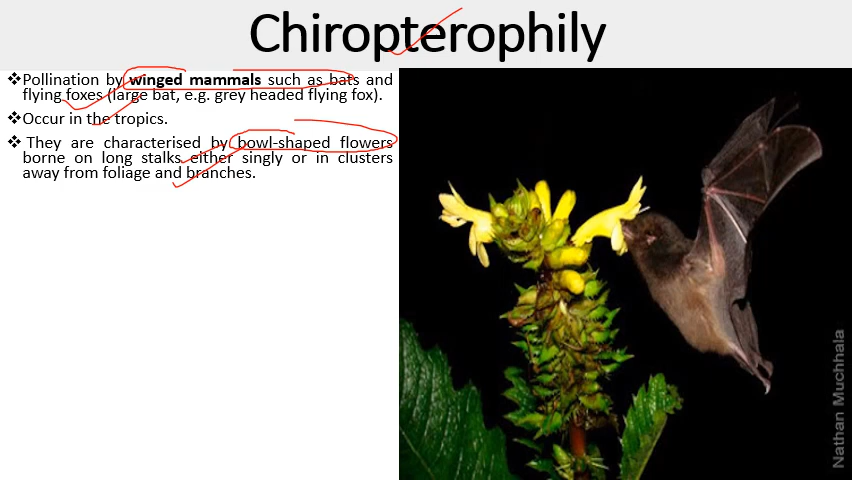 Chiropterophily
❖Pollination by winged mammals such as bats and
flying foxes (large bat, e.g. grey headed flying fox).
❖Occur in the tropics.
❖ They are characterised by bowl-shaped flowers
borne on long stalks either singly or in clusters
away from foliage and branches.
Nathan Muchhala